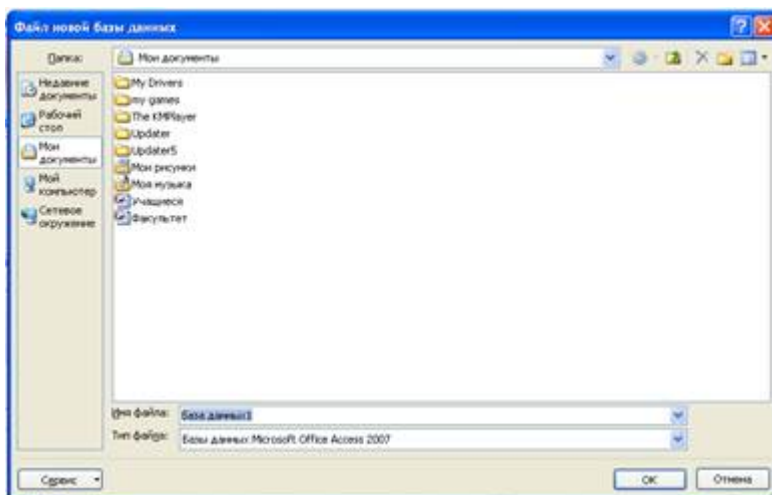 Файл новой базы данных
Папка:
Мои документы
Недавние
документы
Рабочий
стол
Мои
документы
Мой
компьютер
Сетевое
окружение
My Drivers
my games
The KMPlayer
Updater
Updater5
Мои рисунки
Моя музыка
Учащиеся
Факультет
Имя файла:
База данных1
Тип файла:
Базы данных Microsoft Office Access 2007
Сервис
ОК
Отмена